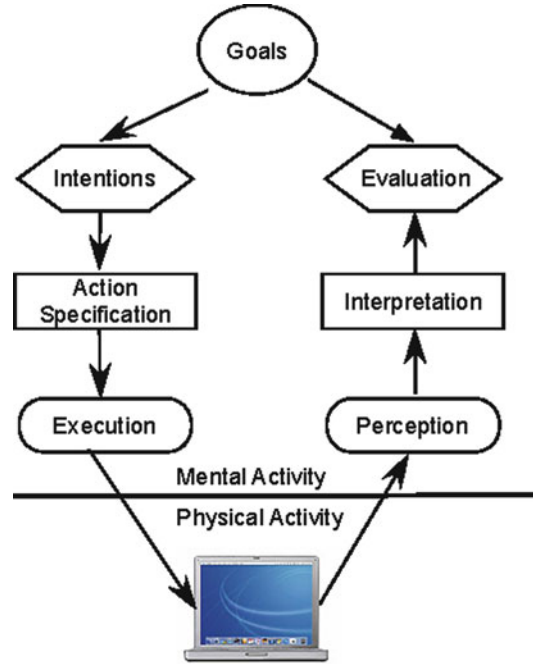 Goals
Intentions
Evaluation
Action
Specification
Interpretation
Execution
Perception
Mental Activity
Physical Activity